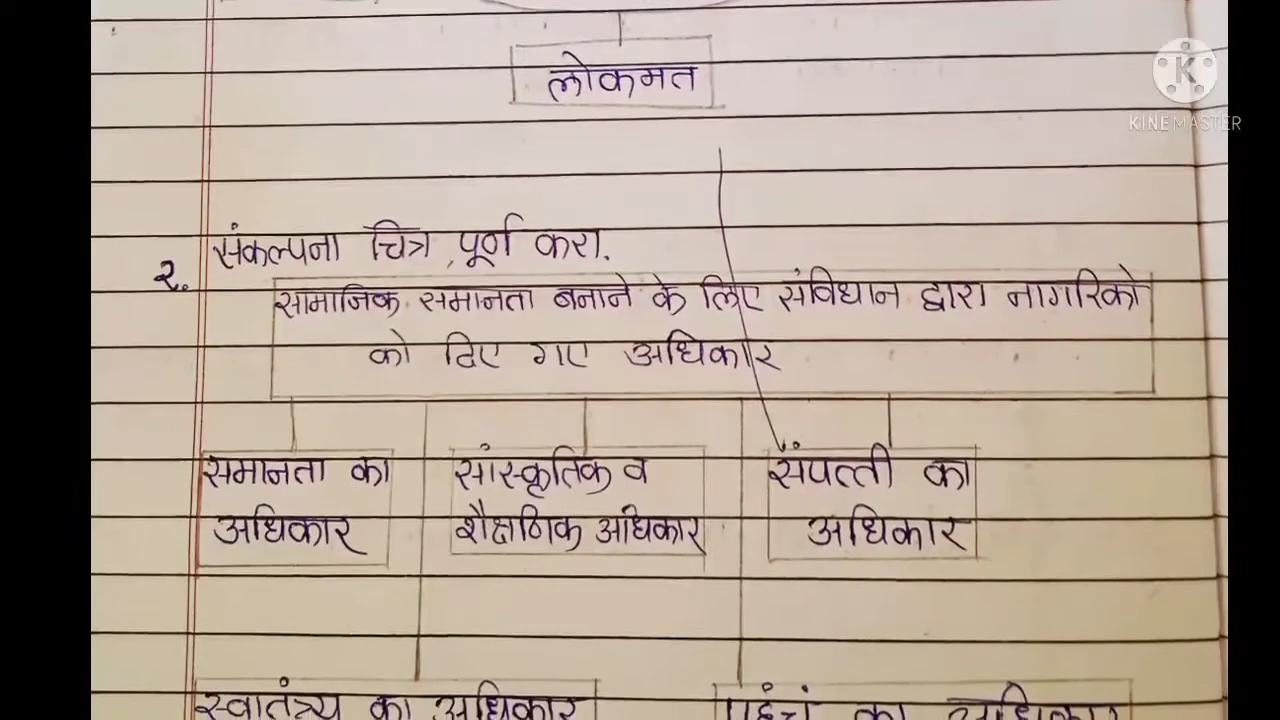 लोकमत
KINEMASTER
२. संकल्पना चित्र पूर्ण करा.
सामाजिक समानता बनाने के लिए संविधान द्वारा नागरिको
को दिए गए अधिकार
समानता का
अधिकार
सांस्कृतिक व
शैक्षणिक अधिकार
संपत्ती का
अधिकार
स्वातंत्र्य का अधिकार
का अधिकार